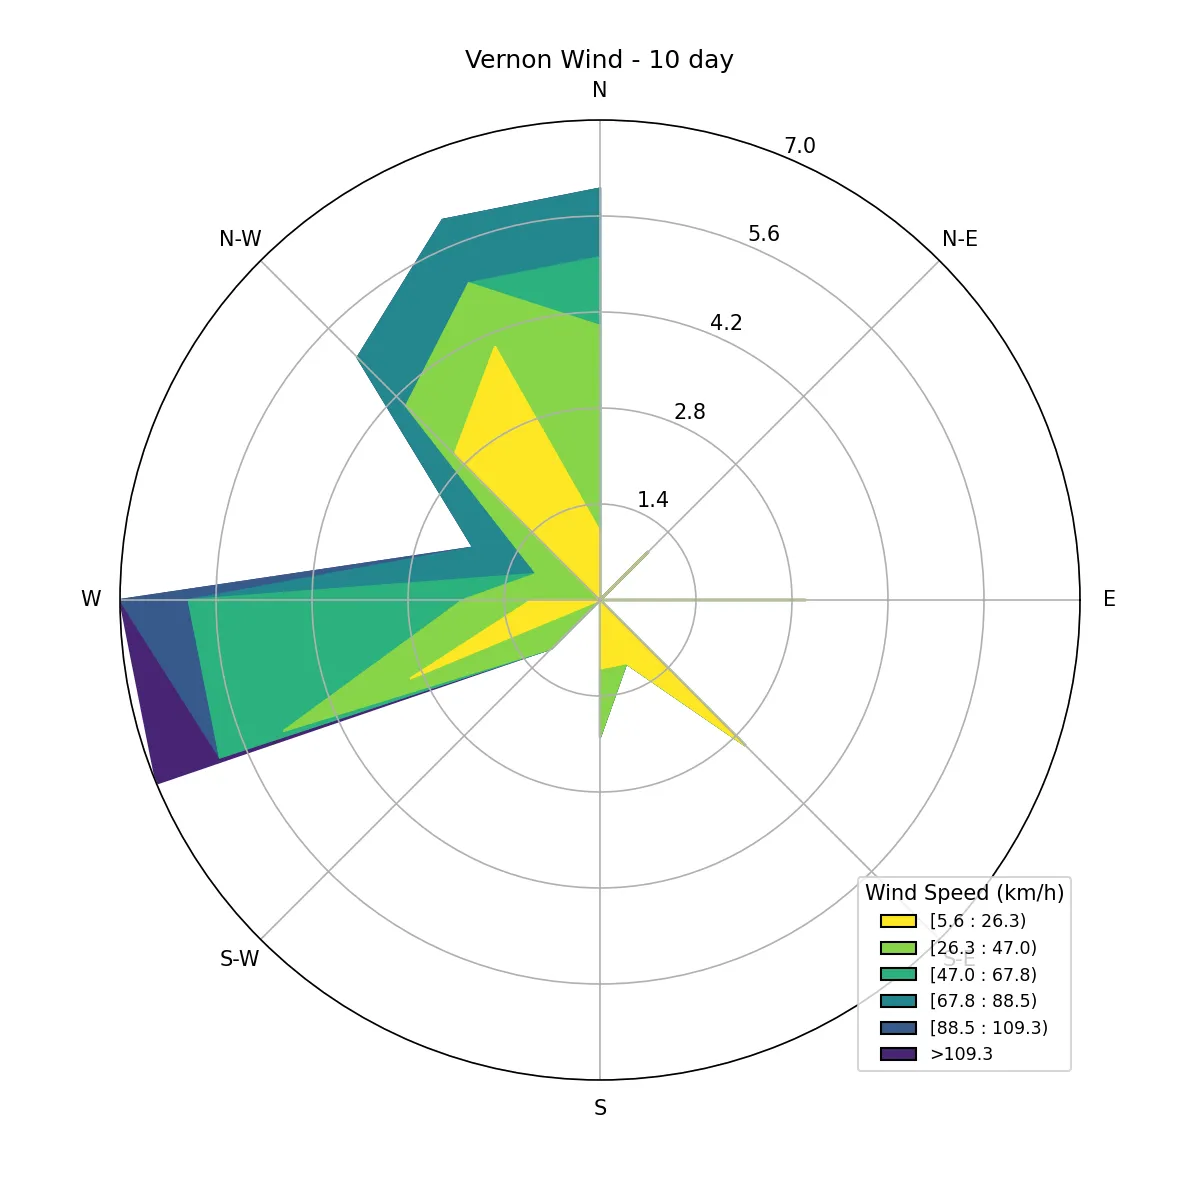 Vernon Wind - 10 day
N
7.0
N-W
5.6
N-E
4.2
2.8
1.4
W
E
S-W
S-E
S
Wind Speed (km/h)
[5.6 : 26.3)
[26.3 : 47.0)
[47.0 : 67.8)
[67.8 : 88.5)
[88.5 : 109.3)
>109.3